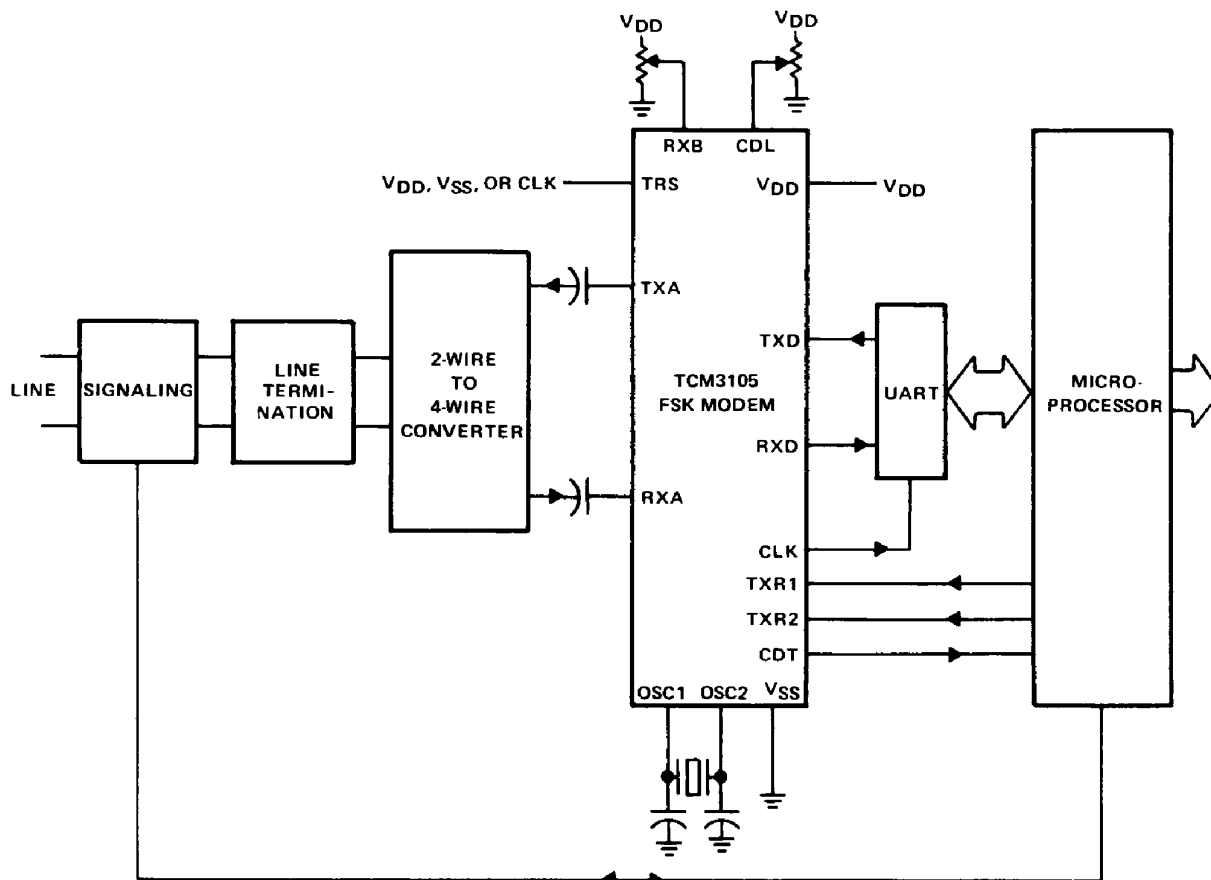 VDD
VDD
RXB
CDL
VDD, VSS, OR CLK
TRS
VDD
VDD
TXA
TXD
LINE
SIGNALING
LINE
TERMI-
NATION
2-WIRE
TO
4-WIRE
CONVERTER
TCM3105
FSK MODEM
UART
MICRO-
PROCESSOR
RXD
RXA
CLK
TXR1
TXR2
CDT
OSC1
OSC2
VSS